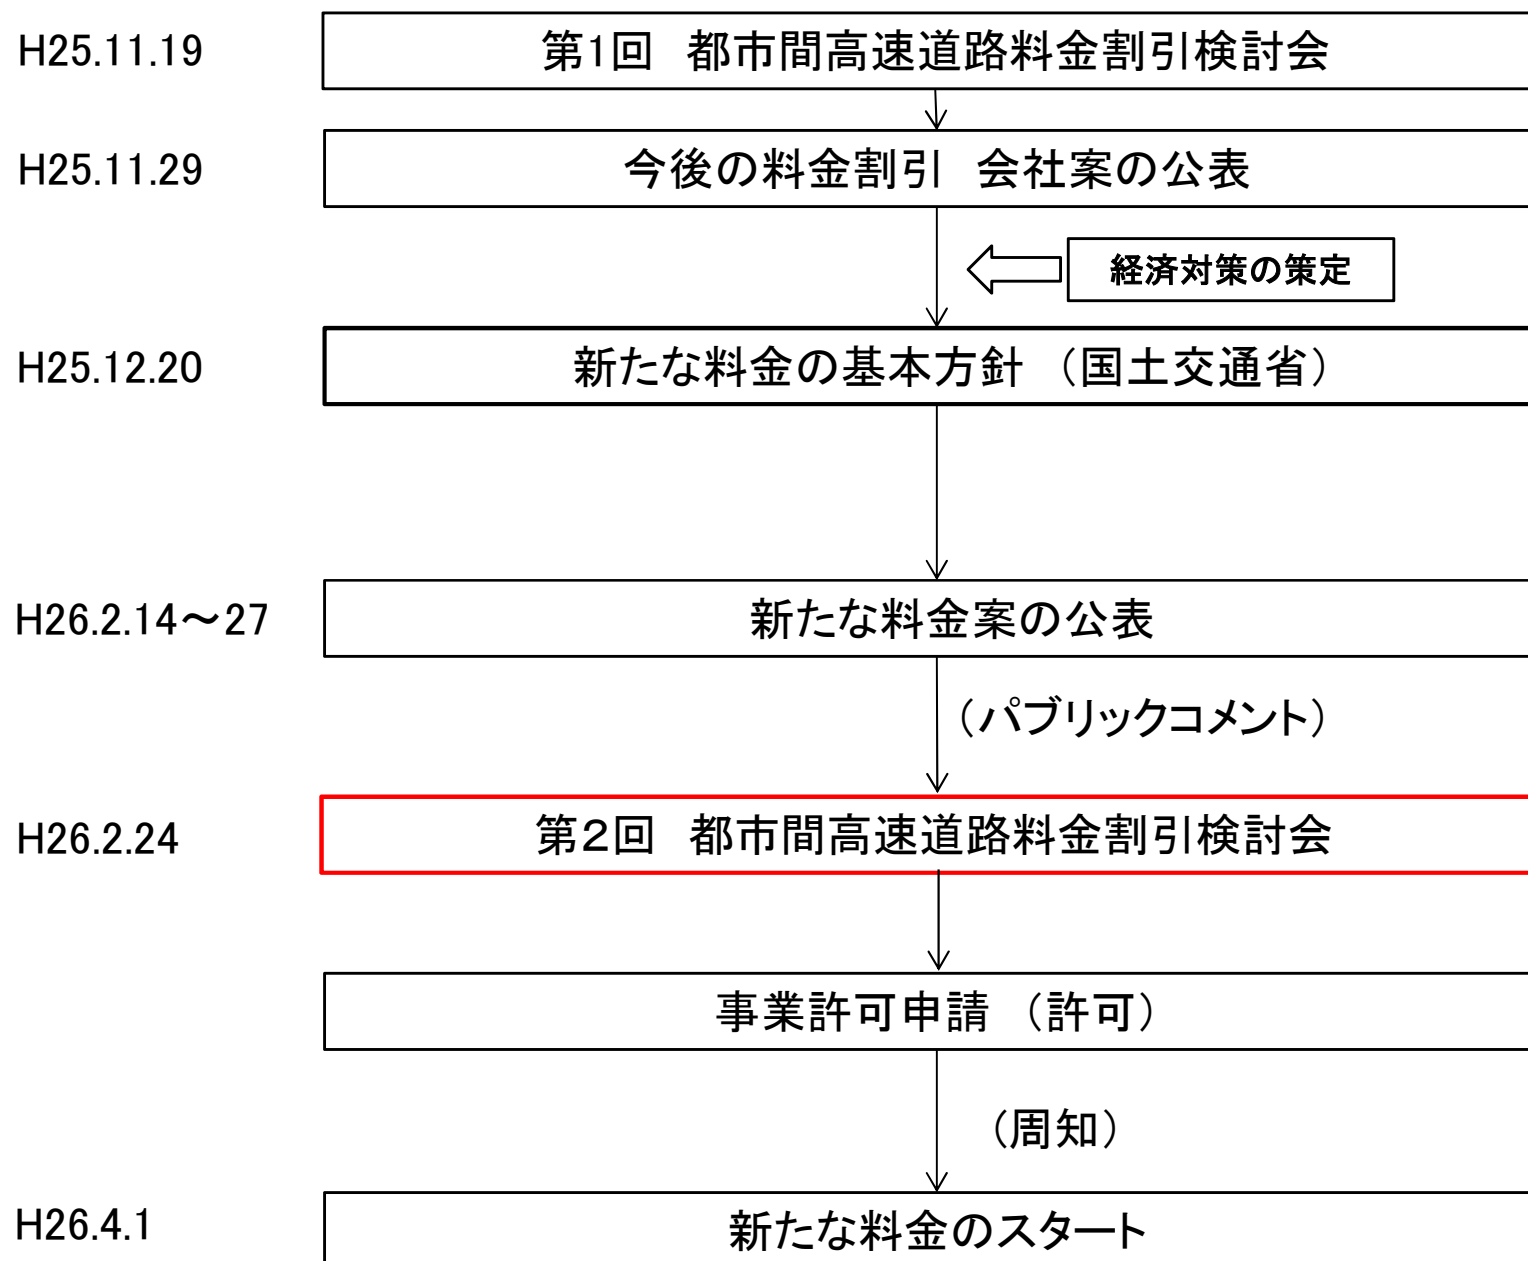 H25.11.19
第1回　都市間高速道路料金割引検討会
H25.11.29
今後の料金割引　会社案の公表
経済対策の策定
H25.12.20
新たな料金の基本方針　（国土交通省）
H26.2.14～27
新たな料金案の公表
（パブリックコメント）
H26.2.24
第２回　都市間高速道路料金割引検討会
事業許可申請　（許可）
（周知）
H26.4.1
新たな料金のスタート